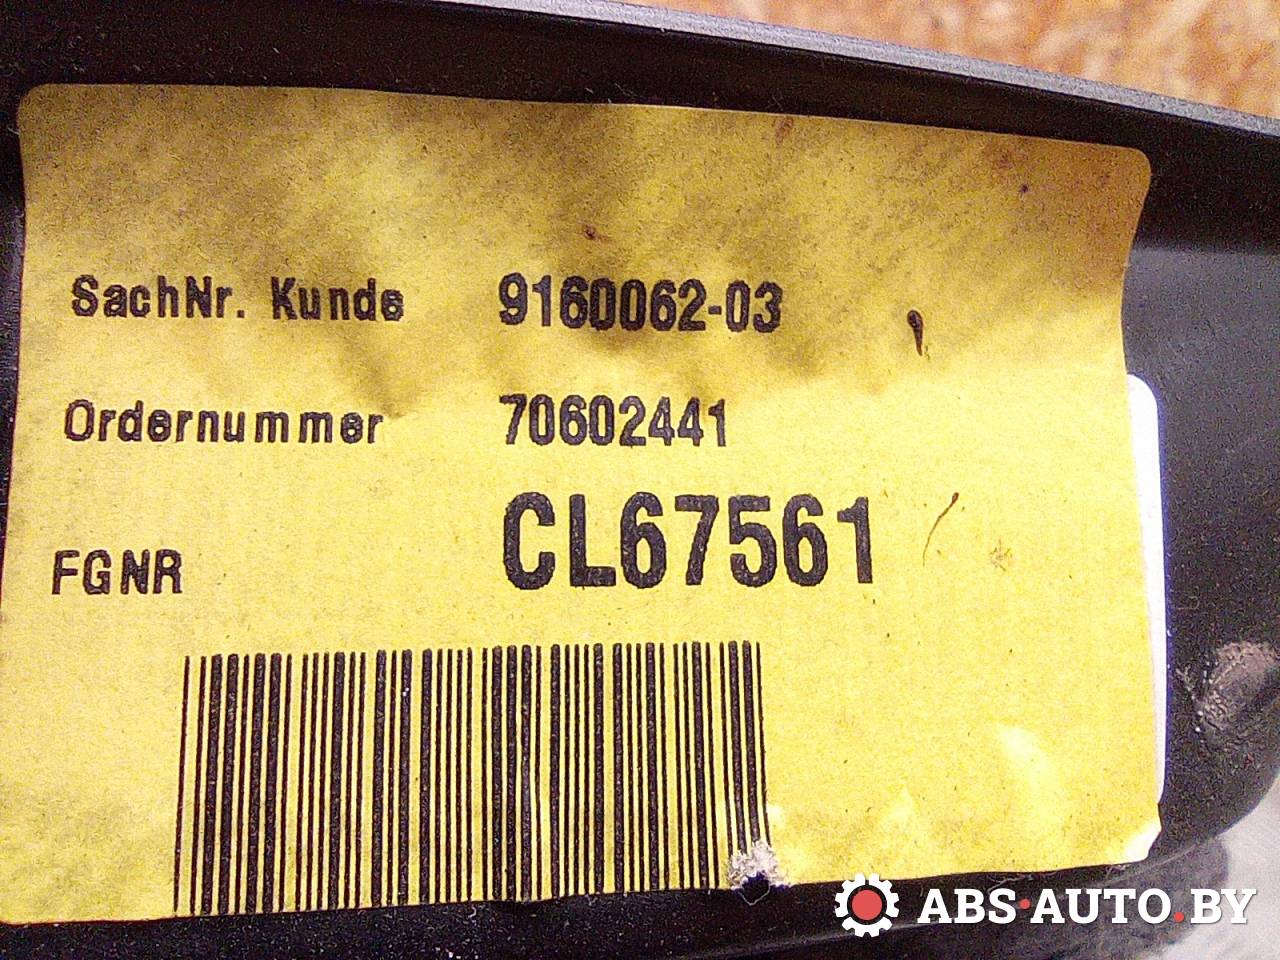 SachNr. Kunde 9160062-03
Ordernummer 70602441
FGNR CL67561
ABS·AUTO.BY